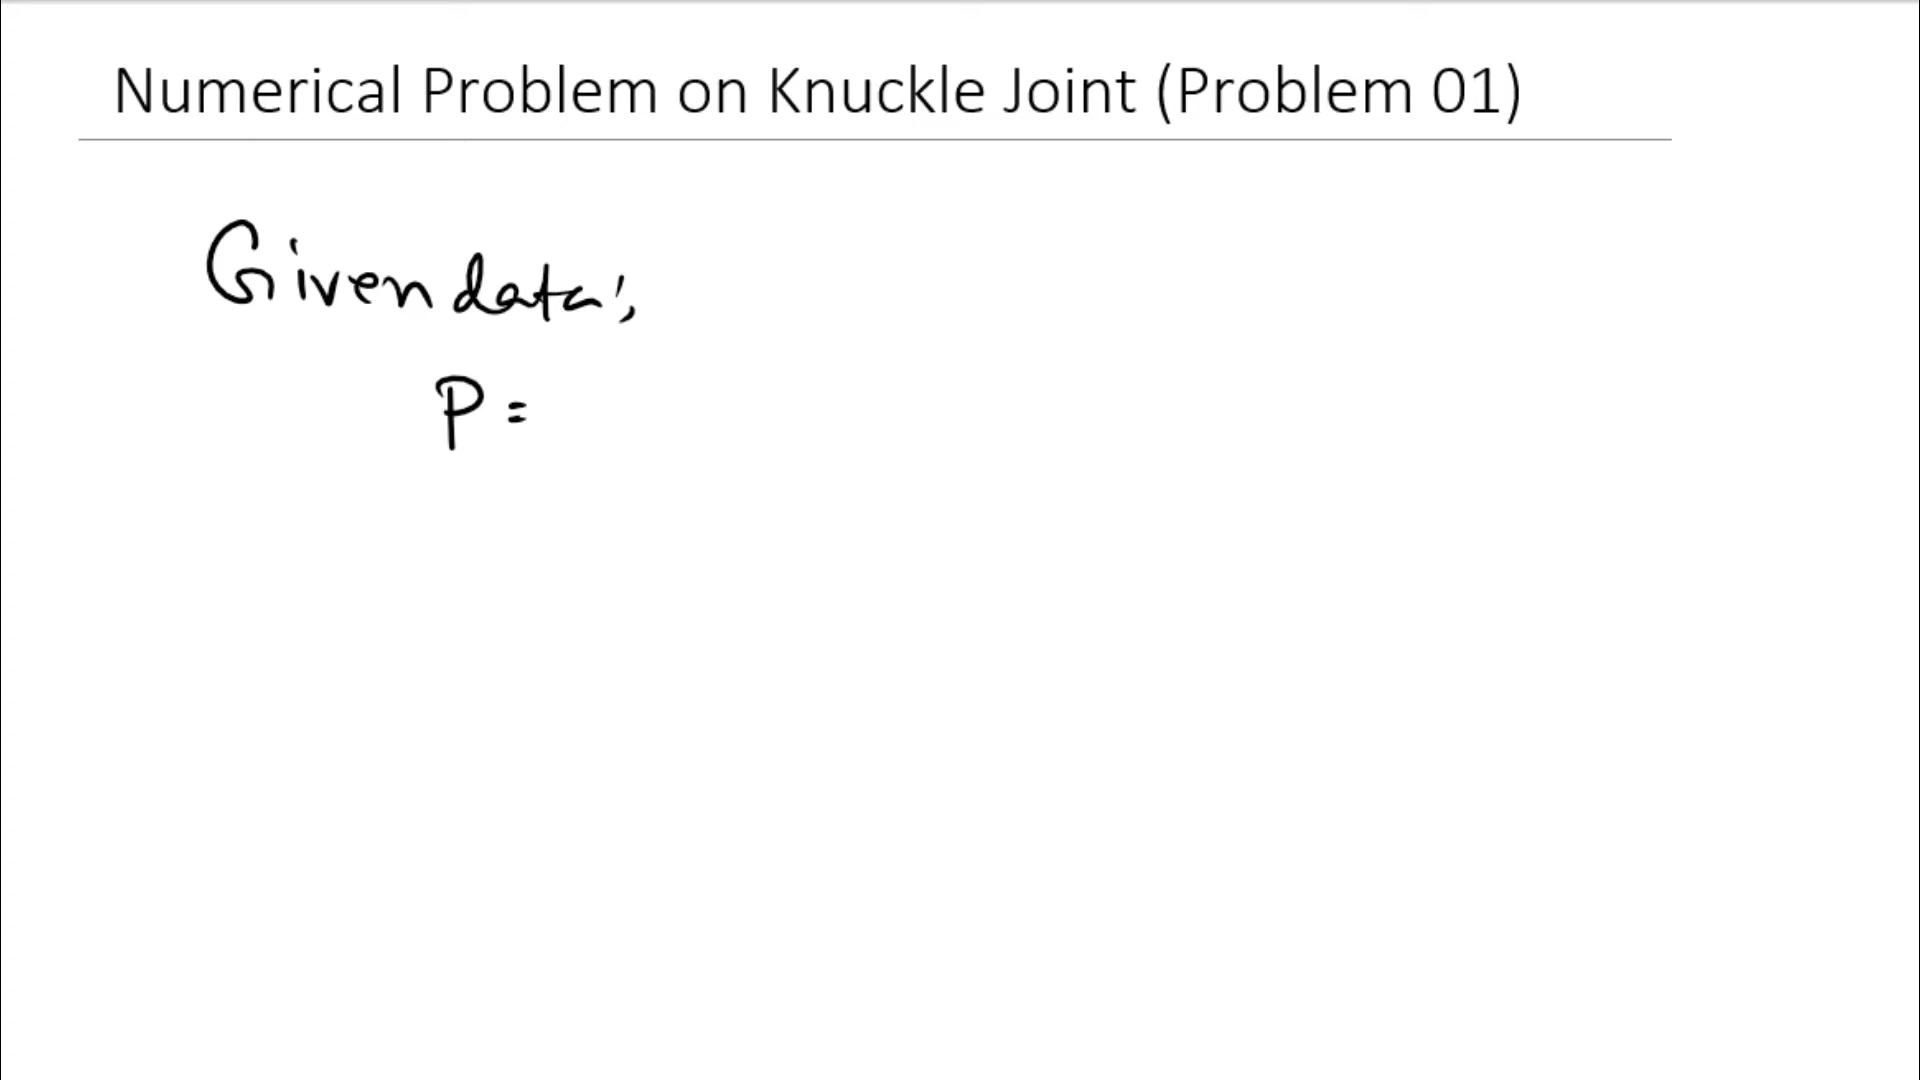 Numerical Problem on Knuckle Joint (Problem 01)
Given data;
P =